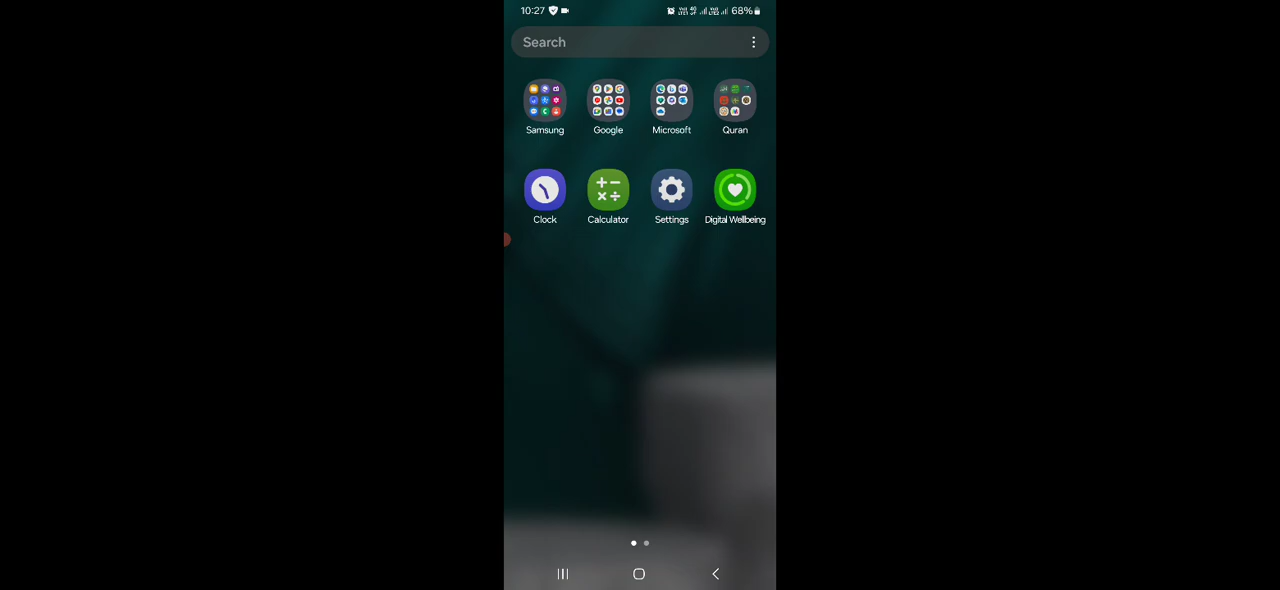 10:27 68%
Search
Samsung Google Microsoft Quran
Clock Calculator Settings Digital Wellbeing